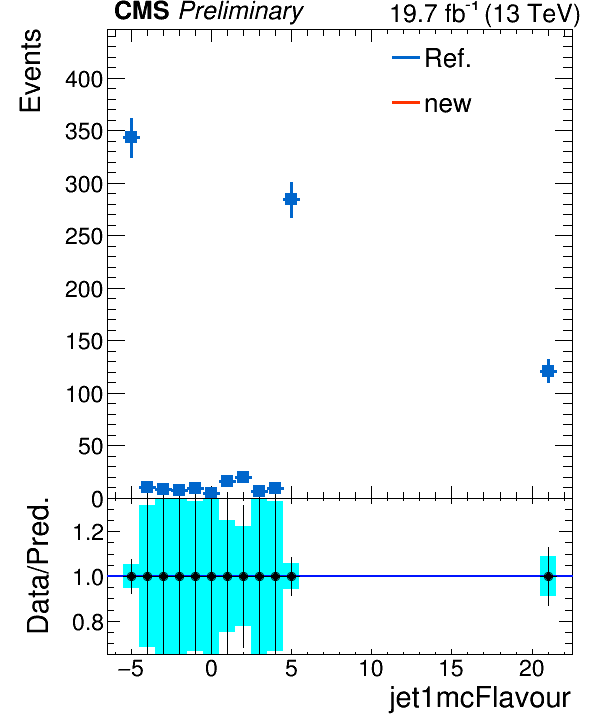 CMS Preliminary 19.7 fb⁻¹ (13 TeV)
Events
400
350
300
250
200
150
100
50
0
Ref.
new
Data/Pred.
1.2
1.0
0.8
−5 0 5 10 15 20
jet1mcFlavour